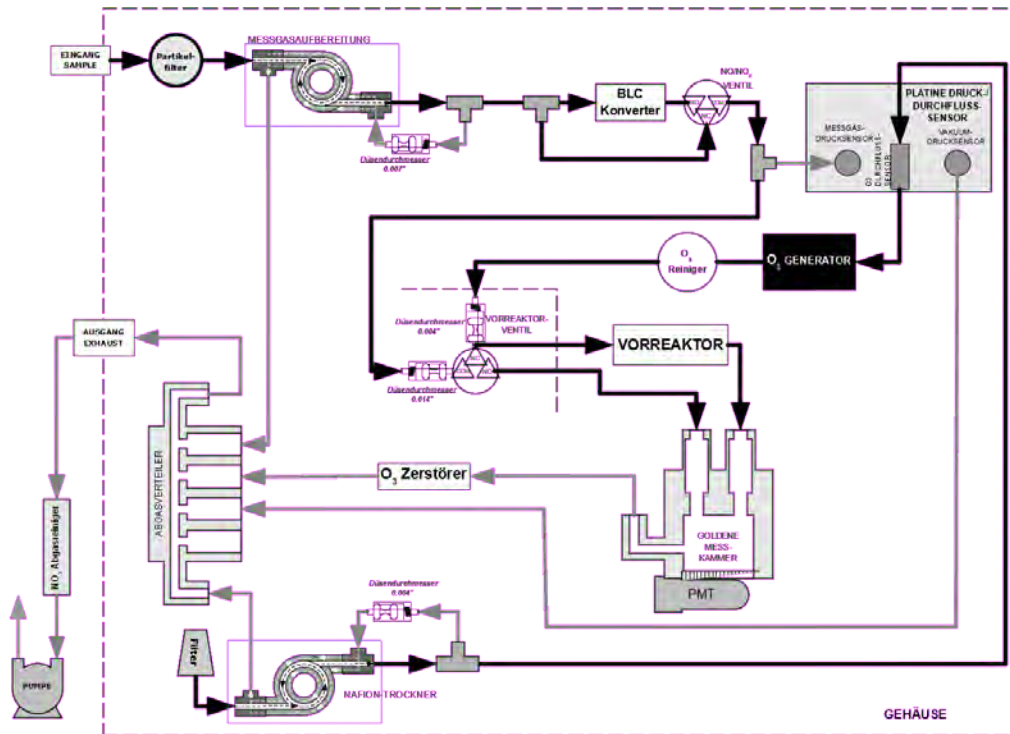 EINGANG
SAMPLE
Partikel-
filter
MESSGASAUFBEREITUNG
Düsendurchmesser
0.007"
BLC
Konverter
NO/NOx
VENTIL
PLATINE DRUCK-/
DURCHFLUSS-
SENSOR
MESSGAS-
DRUCKSENSOR
O3
DURCHFLUSS-
SENSOR
VAKUUM-
DRUCKSENSOR
O3
Reiniger
O3 GENERATOR
AUSGANG
EXHAUST
Düsendurchmesser
0.004"
VORREAKTOR-
VENTIL
VORREAKTOR
Düsendurchmesser
0.014"
ABGASVERTEILER
O3 Zerstörer
GOLDENE
MESS-
KAMMER
PMT
NOx Abgasreiniger
Düsendurchmesser
0.004"
Filter
PUMPE
NAFION-TROCKNER
GEHÄUSE